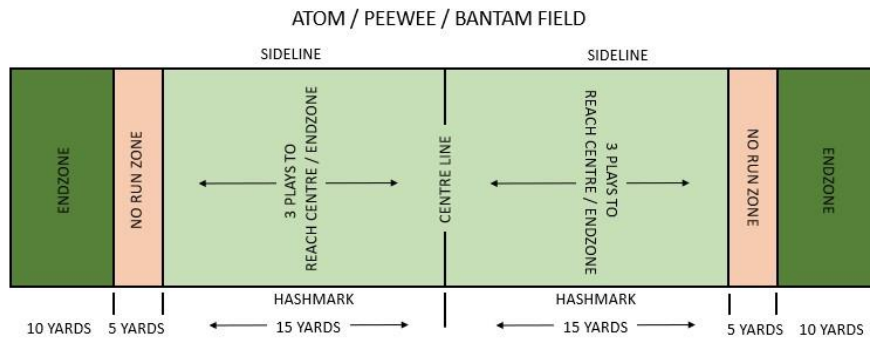 ATOM / PEEWEE / BANTAM FIELD
SIDELINE
SIDELINE
ENDZONE
NO RUN ZONE
3 PLAYS TO
REACH CENTRE / ENDZONE
CENTRE LINE
3 PLAYS TO
REACH CENTRE / ENDZONE
NO RUN ZONE
ENDZONE
HASHMARK
HASHMARK
10 YARDS
5 YARDS
15 YARDS
15 YARDS
5 YARDS
10 YARDS